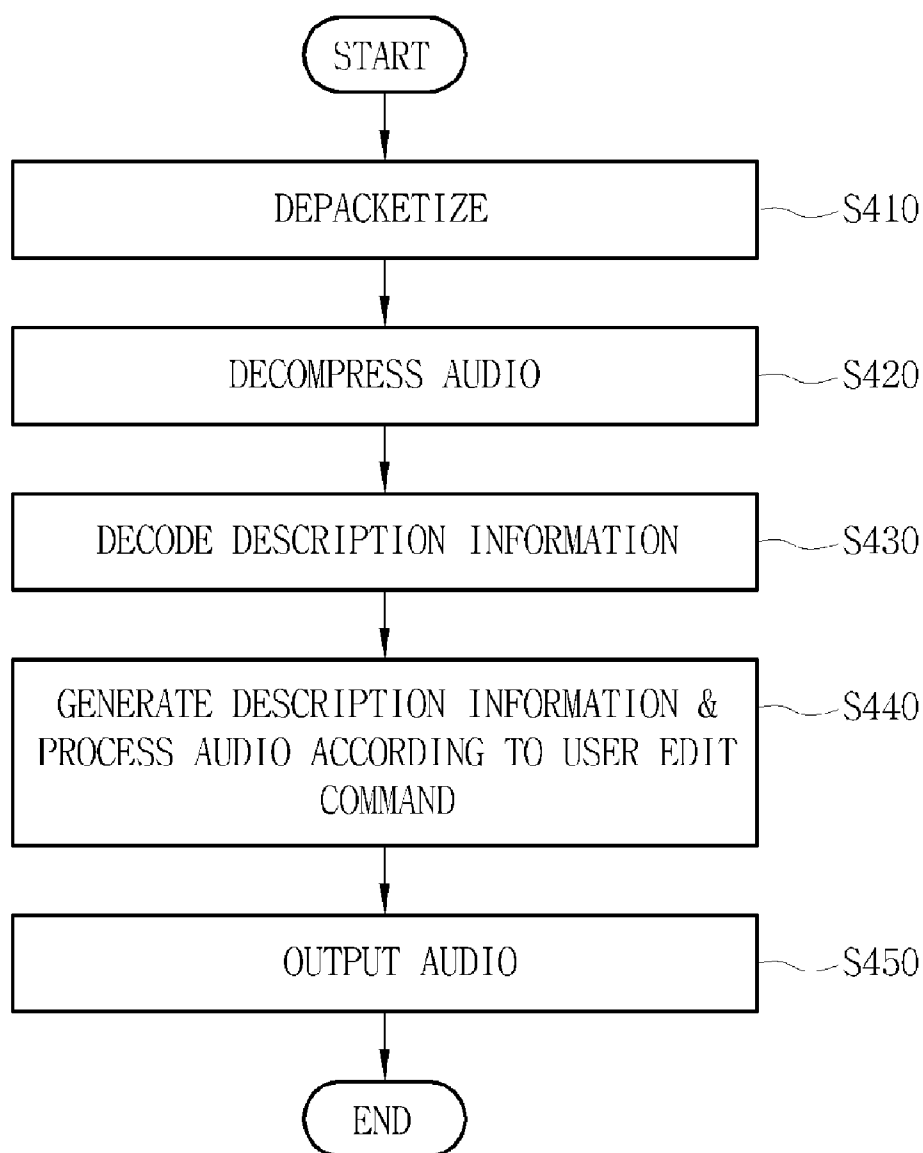 START
DEPACKETIZE
S410
DECOMPRESS AUDIO
S420
DECODE DESCRIPTION INFORMATION
S430
GENERATE DESCRIPTION INFORMATION &
PROCESS AUDIO ACCORDING TO USER EDIT
COMMAND
S440
OUTPUT AUDIO
S450
END